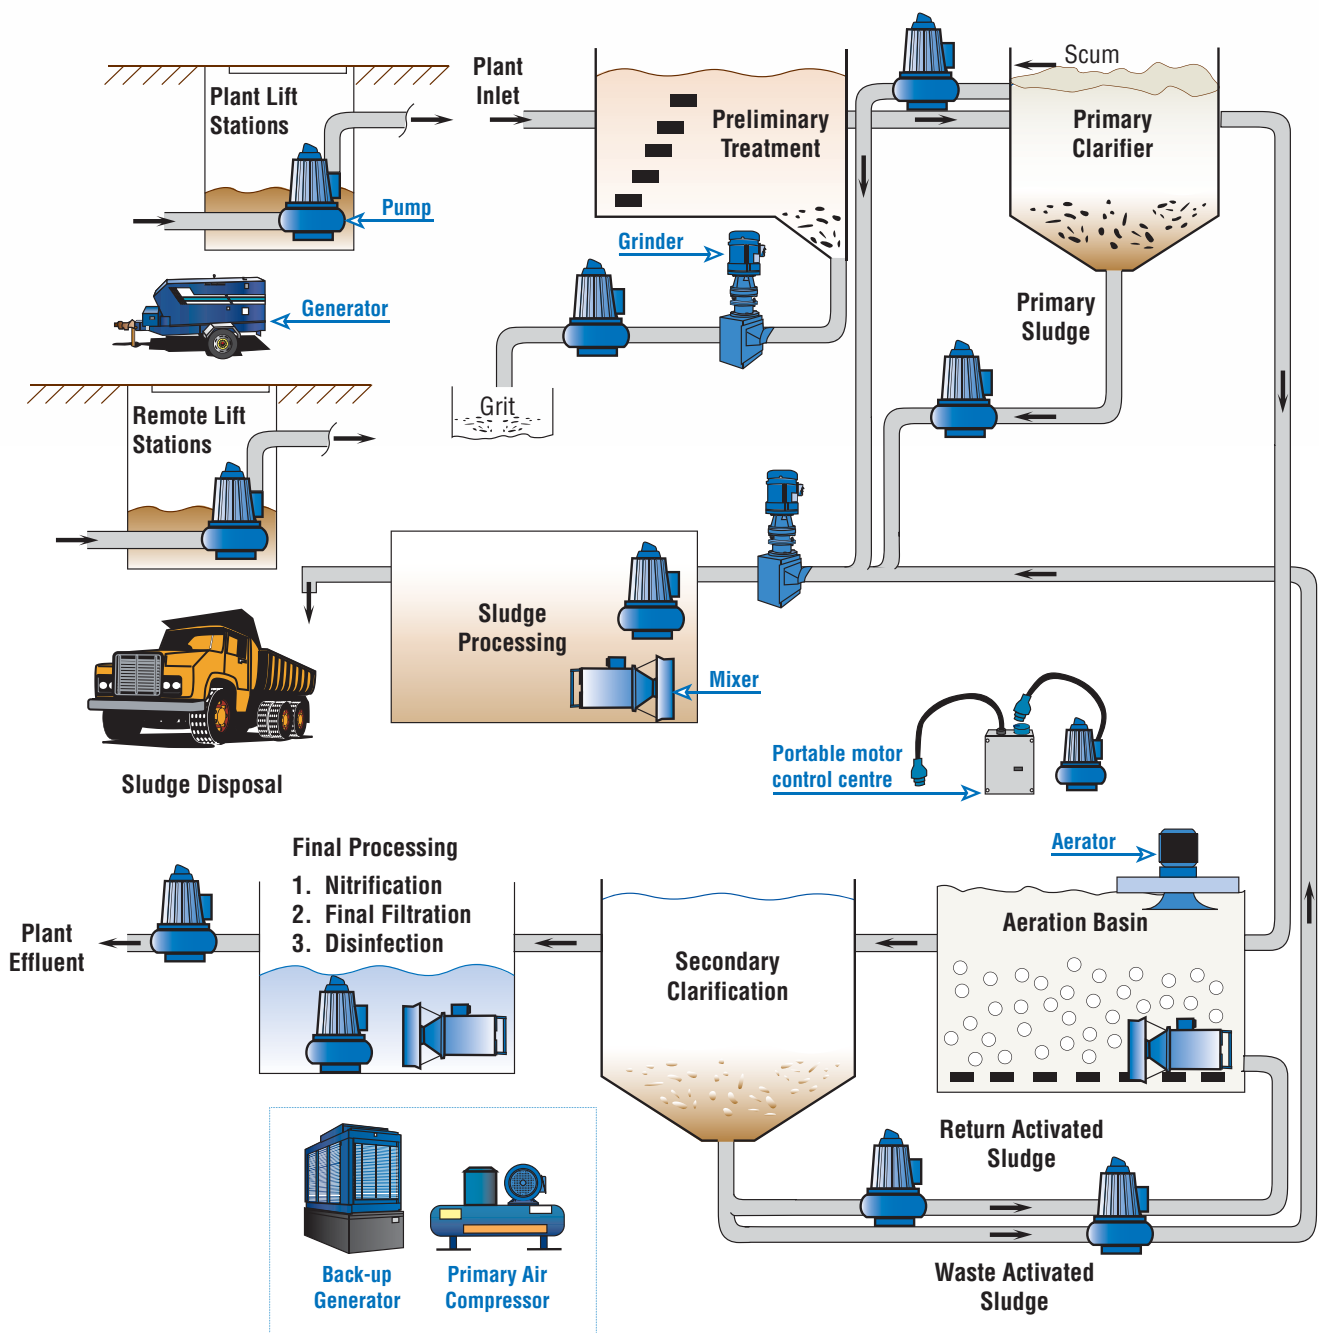 Plant Lift
Stations
Pump
Generator
Remote Lift
Stations
Plant
Inlet
Preliminary
Treatment
Grinder
Grit
Scum
Primary
Clarifier
Primary
Sludge
Sludge
Processing
Mixer
Sludge Disposal
Portable motor
control centre
Aerator
Aeration Basin
Secondary
Clarification
Final Processing
1. Nitrification
2. Final Filtration
3. Disinfection
Plant
Effluent
Return Activated
Sludge
Waste Activated
Sludge
Back-up
Generator
Primary Air
Compressor